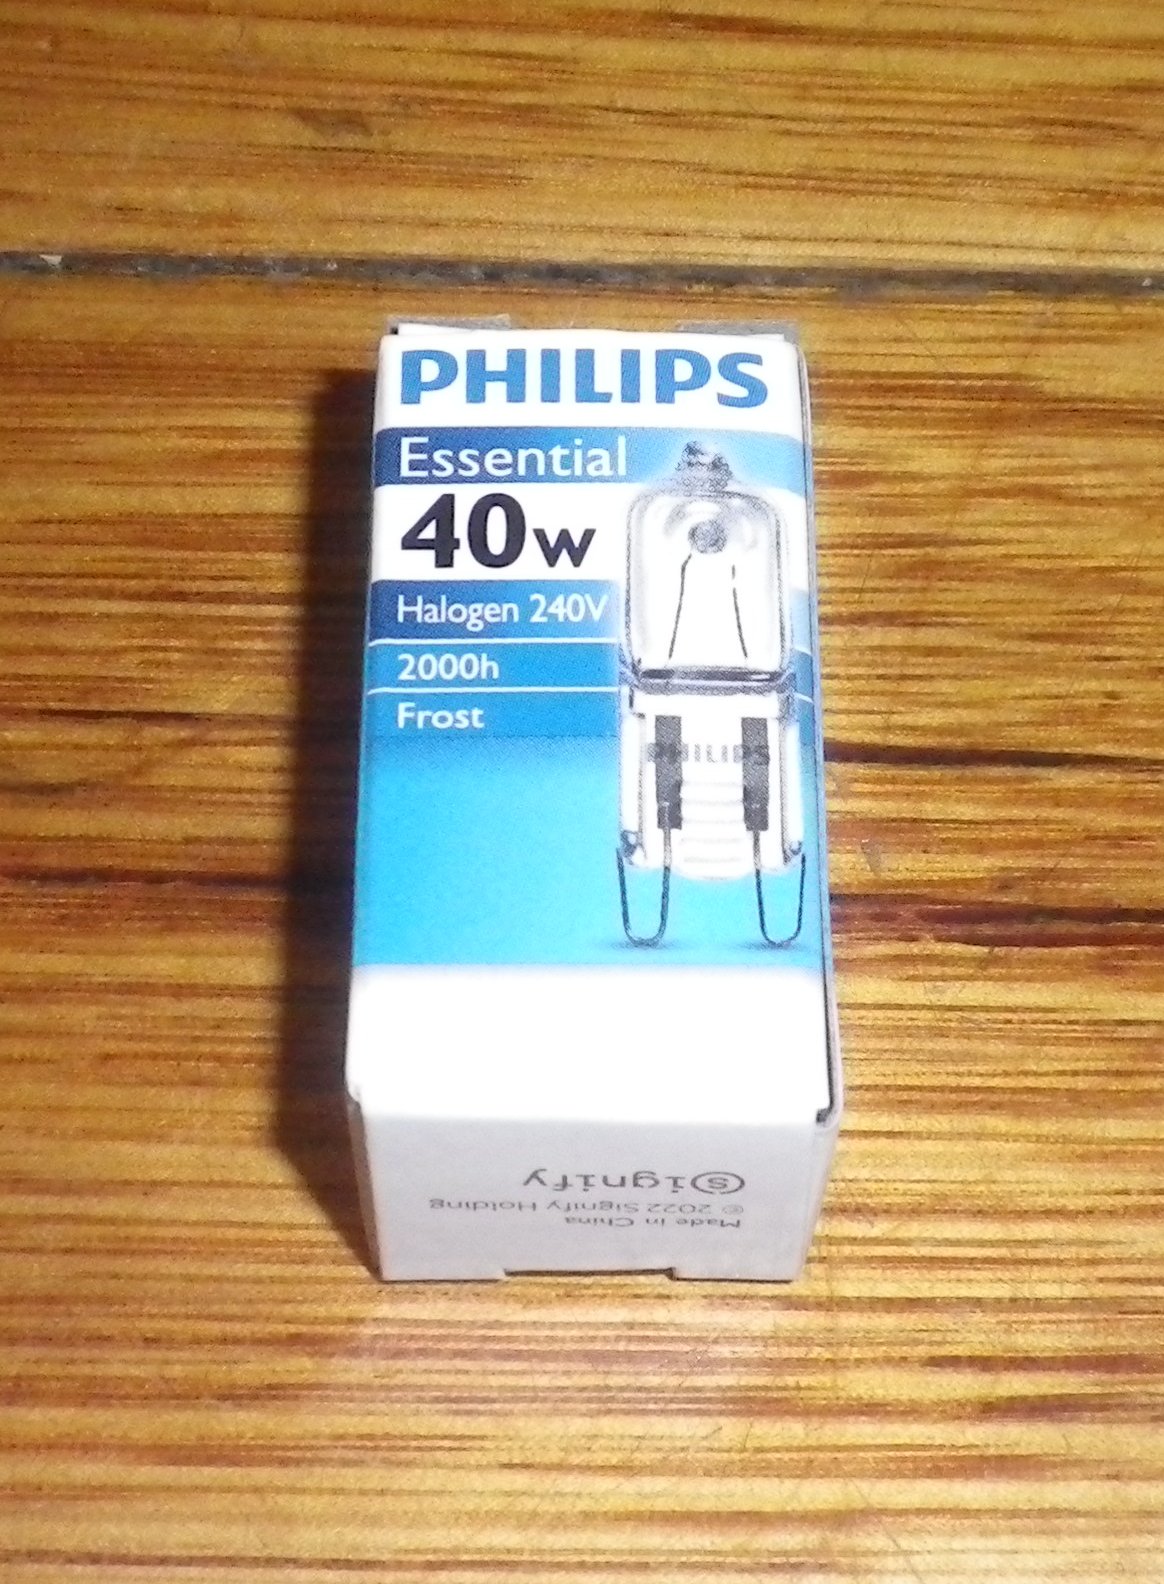 PHILIPS
Essential
40w
Halogen 240V
2000h
Frost
PHILIPS
Signify
© 2022 Signify Holding
Made in China